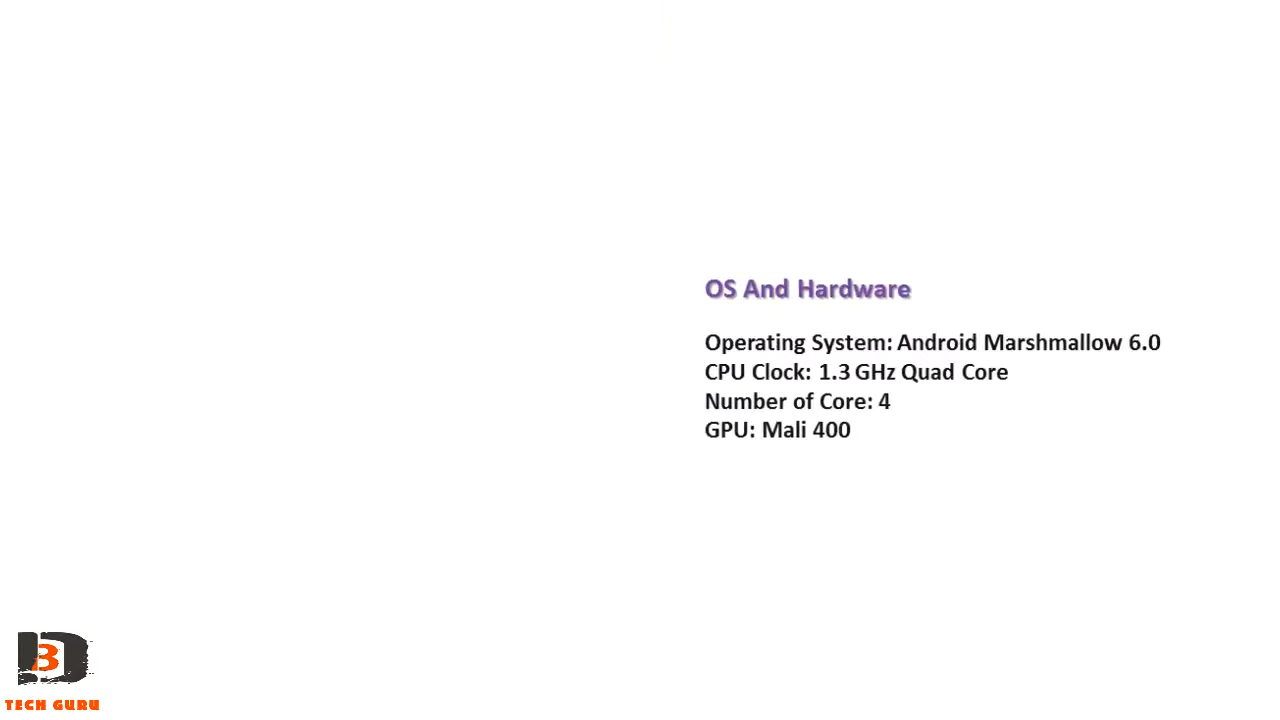 OS And Hardware
Operating System: Android Marshmallow 6.0
CPU Clock: 1.3 GHz Quad Core
Number of Core: 4
GPU: Mali 400
D3
TECH GURU